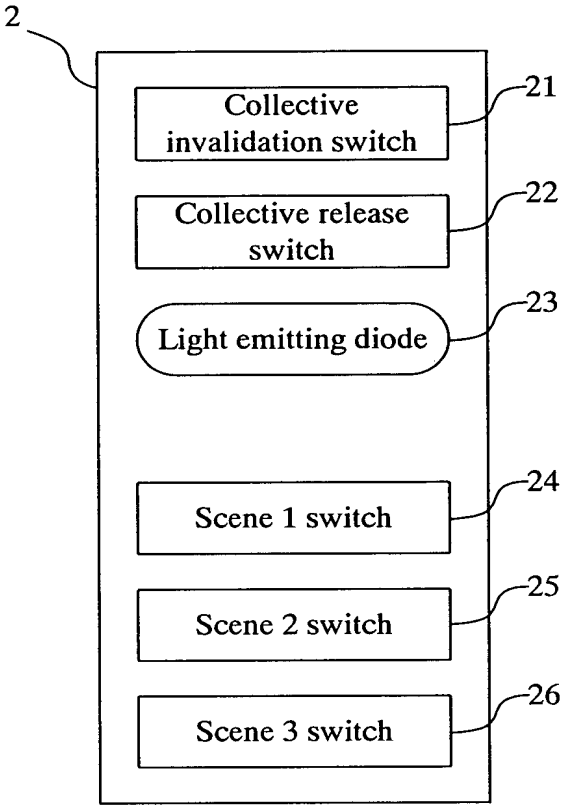 2
21
Collective
invalidation switch
22
Collective release
switch
23
Light emitting diode
24
Scene 1 switch
25
Scene 2 switch
26
Scene 3 switch